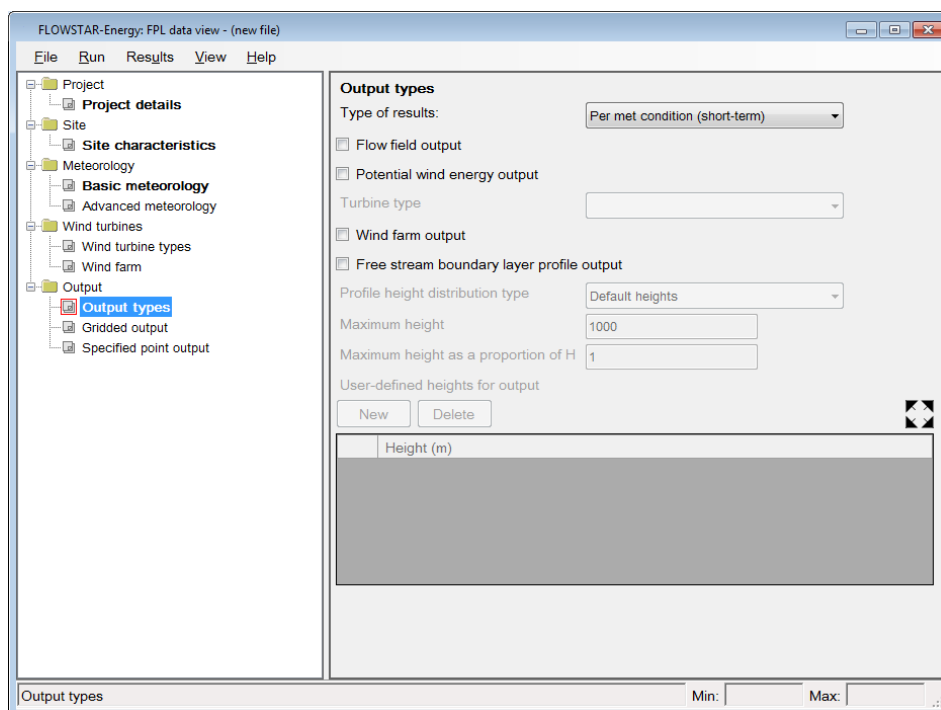 FLOWSTAR-Energy: FPL data view - (new file)
File Run Results View Help
Project
Project details
Site
Site characteristics
Meteorology
Basic meteorology
Advanced meteorology
Wind turbines
Wind turbine types
Wind farm
Output
Output types
Gridded output
Specified point output
Output types
Type of results: Per met condition (short-term)
Flow field output
Potential wind energy output
Turbine type
Wind farm output
Free stream boundary layer profile output
Profile height distribution type Default heights
Maximum height 1000
Maximum height as a proportion of H 1
User-defined heights for output
New Delete
Height (m)
Output types Min: Max: